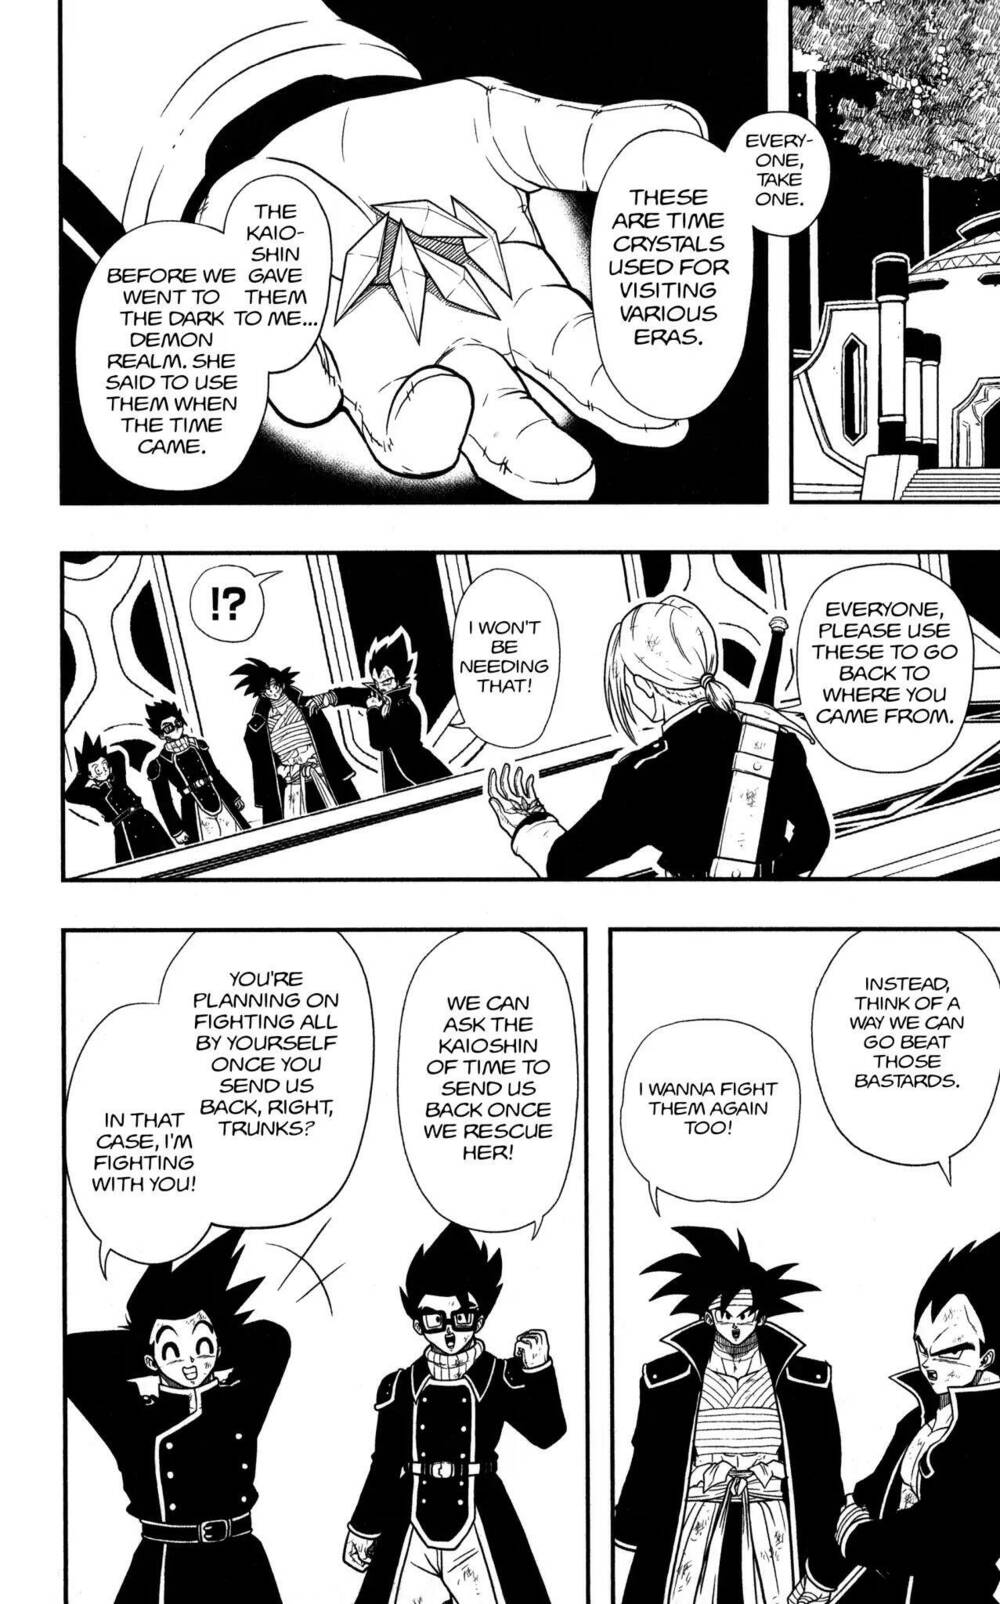 EVERY-
ONE,
TAKE
ONE.
THESE
ARE TIME
CRYSTALS
USED FOR
VISITING
VARIOUS
ERAS.
THE
KAIO-
SHIN
GAVE
THEM
TO ME...
BEFORE WE
WENT TO
THE DARK
DEMON
REALM. SHE
SAID TO USE
THEM WHEN
THE TIME
CAME.
EVERYONE,
PLEASE USE
THESE TO GO
BACK TO
WHERE YOU
CAME FROM.
I WON'T
BE
NEEDING
THAT!
!?
INSTEAD,
THINK OF A
WAY WE CAN
GO BEAT
THOSE
BASTARDS.
I WANNA FIGHT
THEM AGAIN
TOO!
WE CAN
ASK THE
KAIOSHIN
OF TIME TO
SEND US
BACK ONCE
WE RESCUE
HER!
YOU'RE
PLANNING ON
FIGHTING ALL
BY YOURSELF
ONCE YOU
SEND US
BACK, RIGHT,
TRUNKS?
IN THAT
CASE, I'M
FIGHTING
WITH YOU!